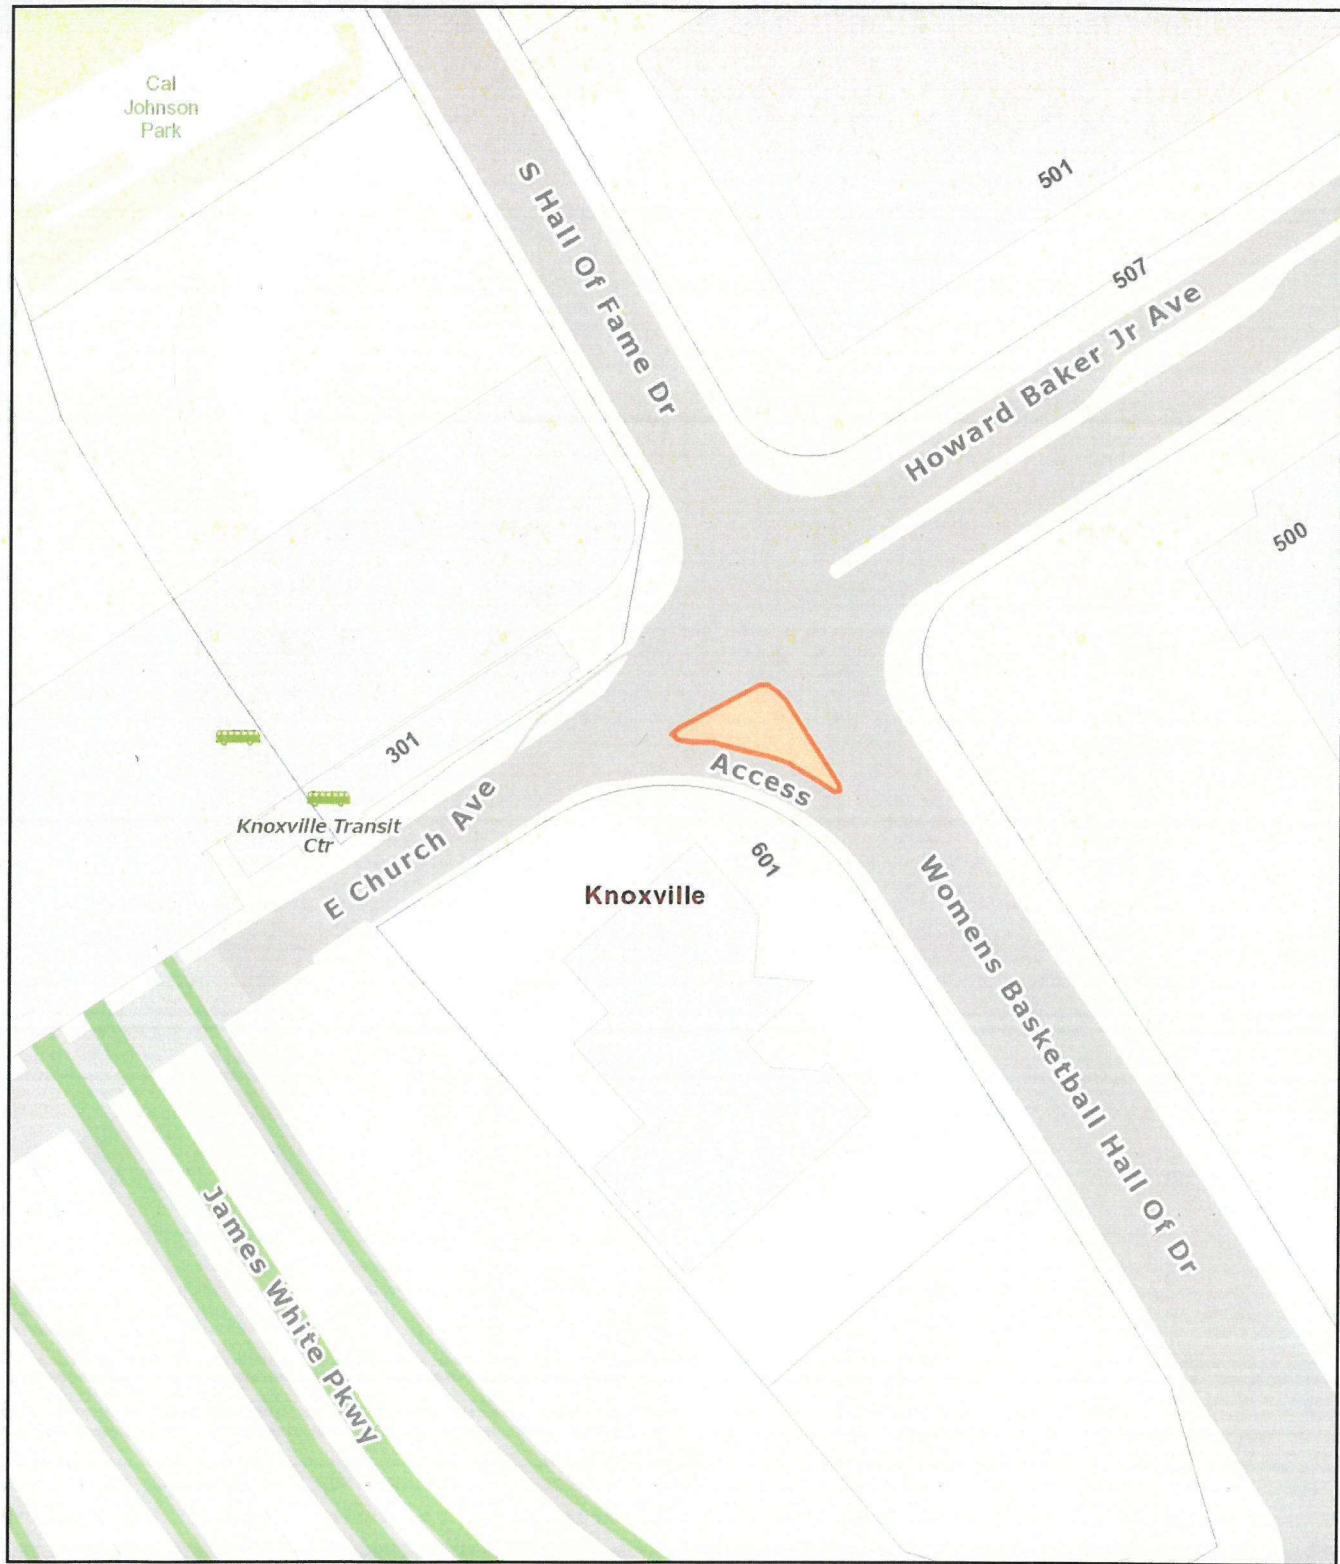 Cal
Johnson
Park
S Hall Of Fame Dr
501
507
Howard Baker Jr Ave
500
301
Knoxville Transit
Ctr
E Church Ave
Access
601
Knoxville
Womens Basketball Hall Of Dr
James White Pkwy